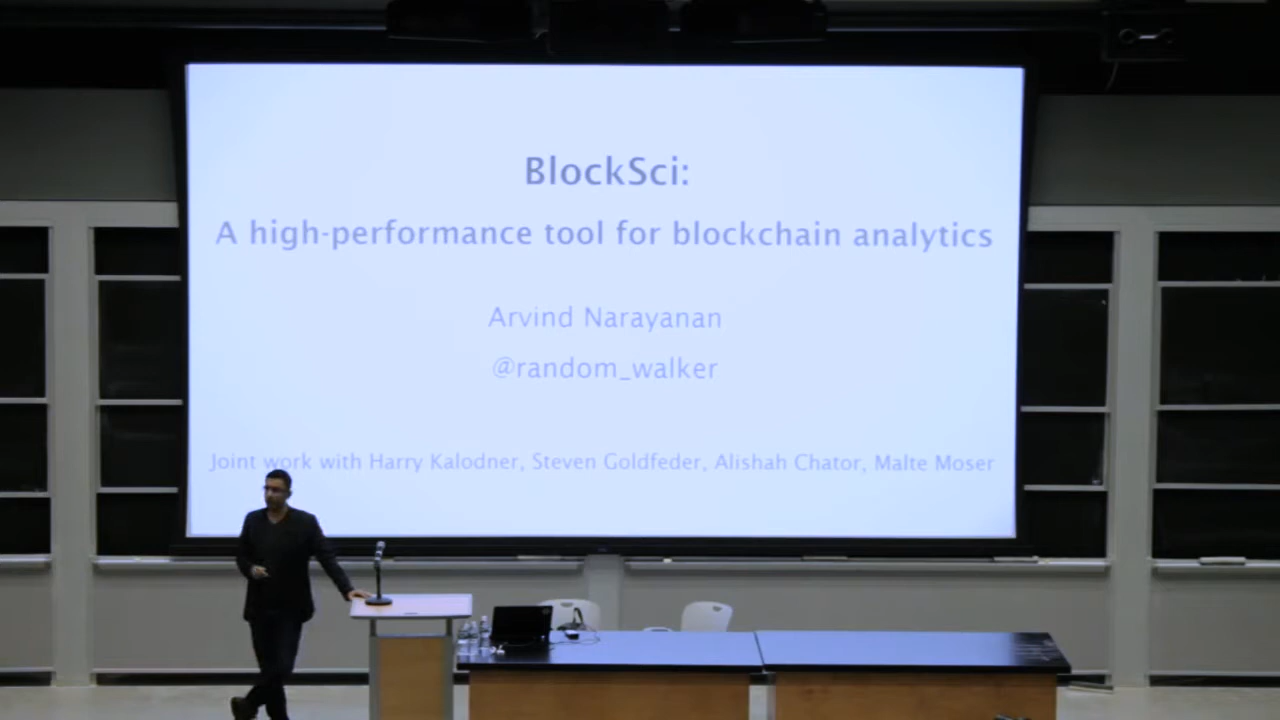 BlockSci:
A high-performance tool for blockchain analytics
Arvind Narayanan
@random_walker
Joint work with Harry Kalodner, Steven Goldfeder, Alishah Chator, Malte Moser